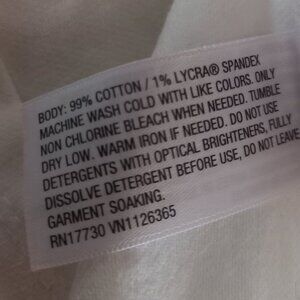 BODY: 99% COTTON / 1% LYCRA® SPANDEX
MACHINE WASH COLD WITH LIKE COLORS. ONLY
NON CHLORINE BLEACH WHEN NEEDED. TUMBLE
DRY LOW. WARM IRON IF NEEDED. DO NOT USE
DETERGENTS WITH OPTICAL BRIGHTENERS, FULLY
DISSOLVE DETERGENT BEFORE USE, DO NOT LEAVE
GARMENT SOAKING.
RN17730 VN1126365